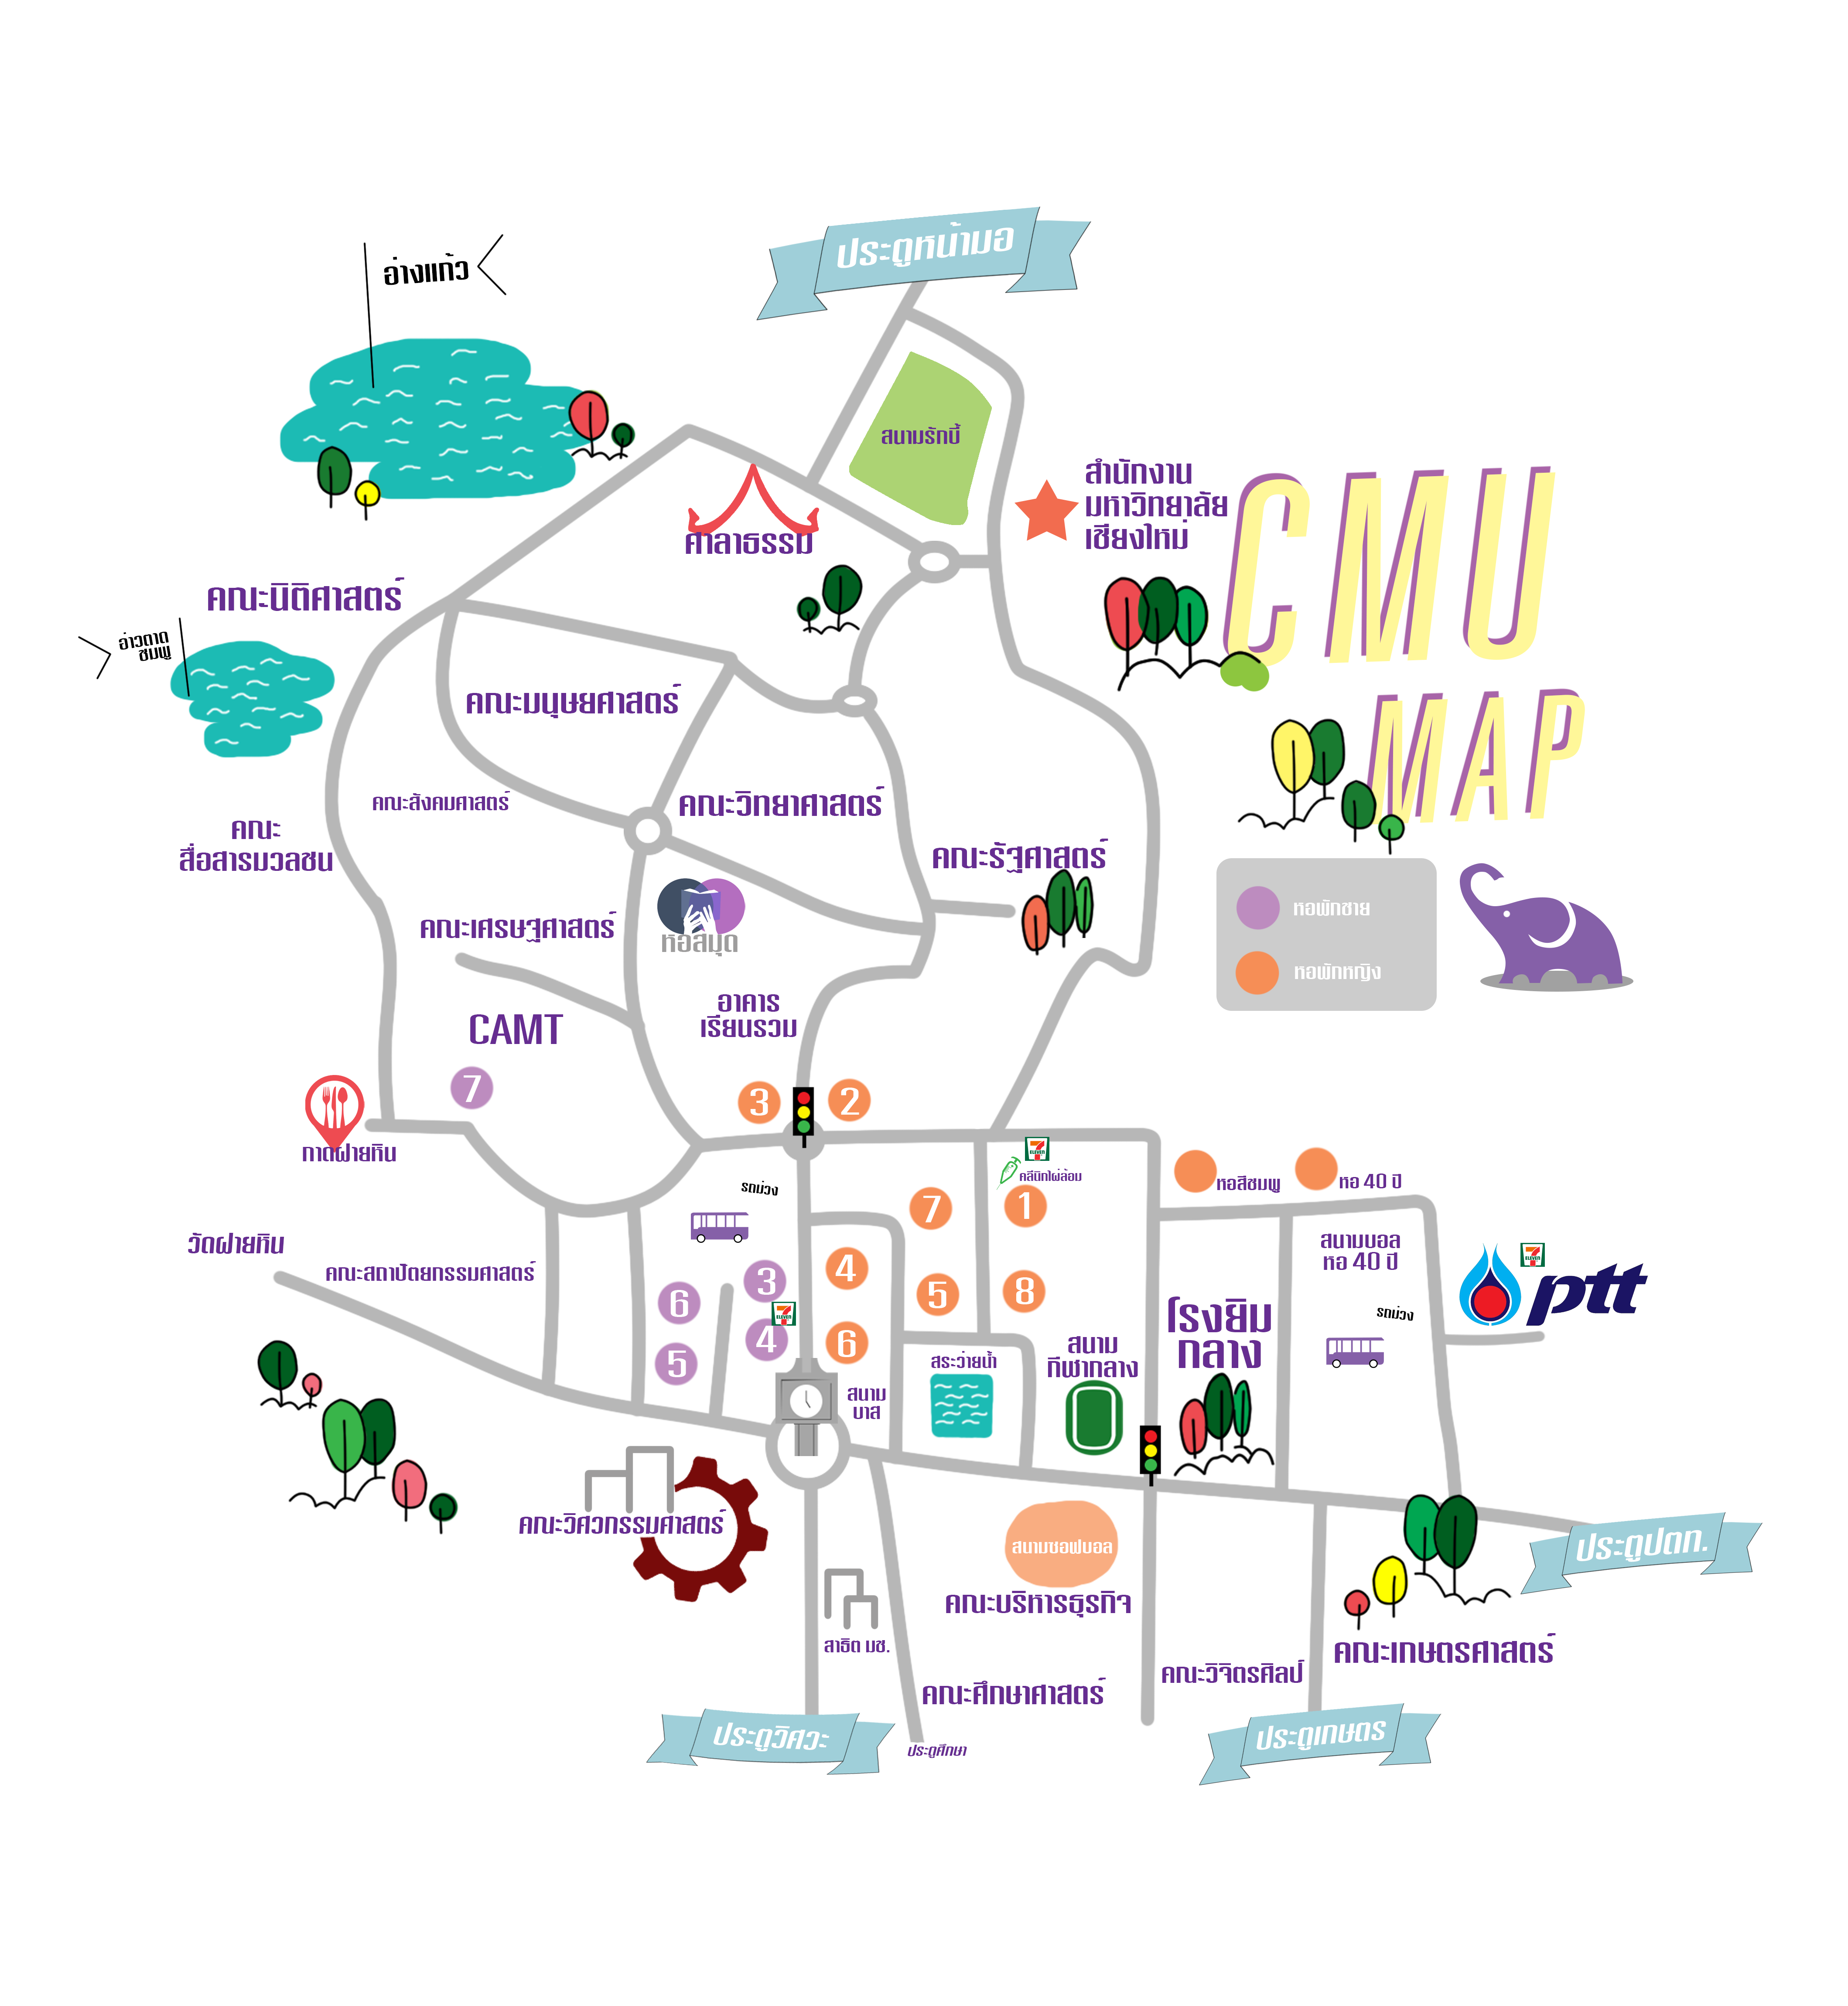 ประตูหน้ามอ
อ่างแก้ว
สนามรักบี้
สำนักงาน
มหาวิทยาลัย
เชียงใหม่
CMU
MAP
ศาลาธรรม
คณะนิติศาสตร์
อ่าวตาด
ชมพู
คณะมนุษยศาสตร์
คณะสังคมศาสตร์
คณะวิทยาศาสตร์
คณะ
สื่อสารมวลชน
คณะรัฐศาสตร์
หอพักชาย
หอพักหญิง
คณะเศรษฐศาสตร์
หอสมุด
อาคาร
เรียนรวม
CAMT
7
3
2
กาดฝายหิน
7
ELEVEN
คลีนิกไผ่ล้อม
รถม่วง
7
1
หอสีชมพู
หอ 40 ปี
วัดฝายหิน
คณะสถาปัตยกรรมศาสตร์
สนามบอล
หอ 40 ปี
3
4
5
8
6
7
ELEVEN
4
6
5
7
ELEVEN
ptt
โรงยิม
กลาง
รถม่วง
สนาม
กีฬากลาง
สระว่ายน้ำ
สนาม
บาส
คณะวิศวกรรมศาสตร์
สนามซอฟบอล
ประตูปตท.
คณะบริหารธุรกิจ
สาธิต มช.
คณะเกษตรศาสตร์
คณะวิจิตรศิลป์
คณะศึกษาศาสตร์
ประตูวิศวะ
ประตูศึกษา
ประตูเกษตร